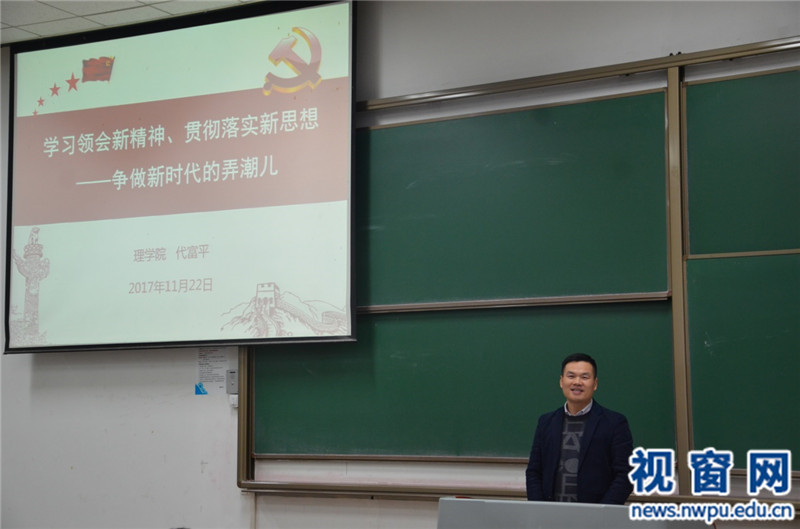 学习领会新精神、贯彻落实新思想
——争做新时代的弄潮儿
理学院 代富平
2017年11月22日
视窗网
news.nwpu.edu.cn